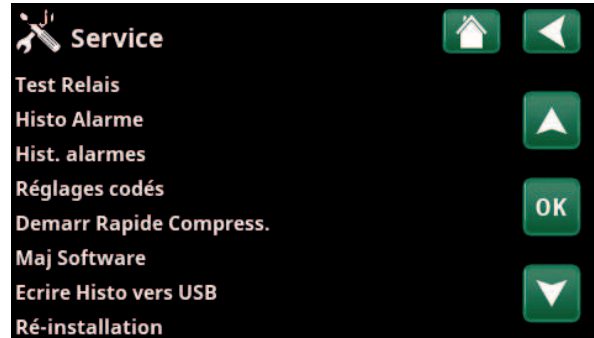 Service
Test Relais
Histo Alarme
Hist. alarmes
Réglages codés
OK
Demarr Rapide Compress.
Maj Software
Ecrire Histo vers USB
Ré-installation